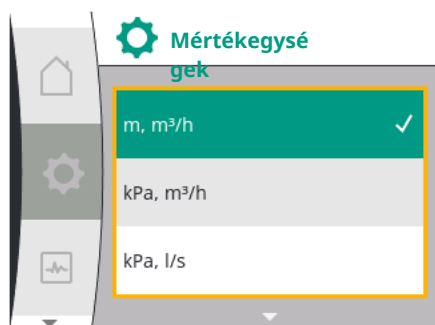 Mértékegysé
gek
m, m³/h
kPa, m³/h
kPa, l/s